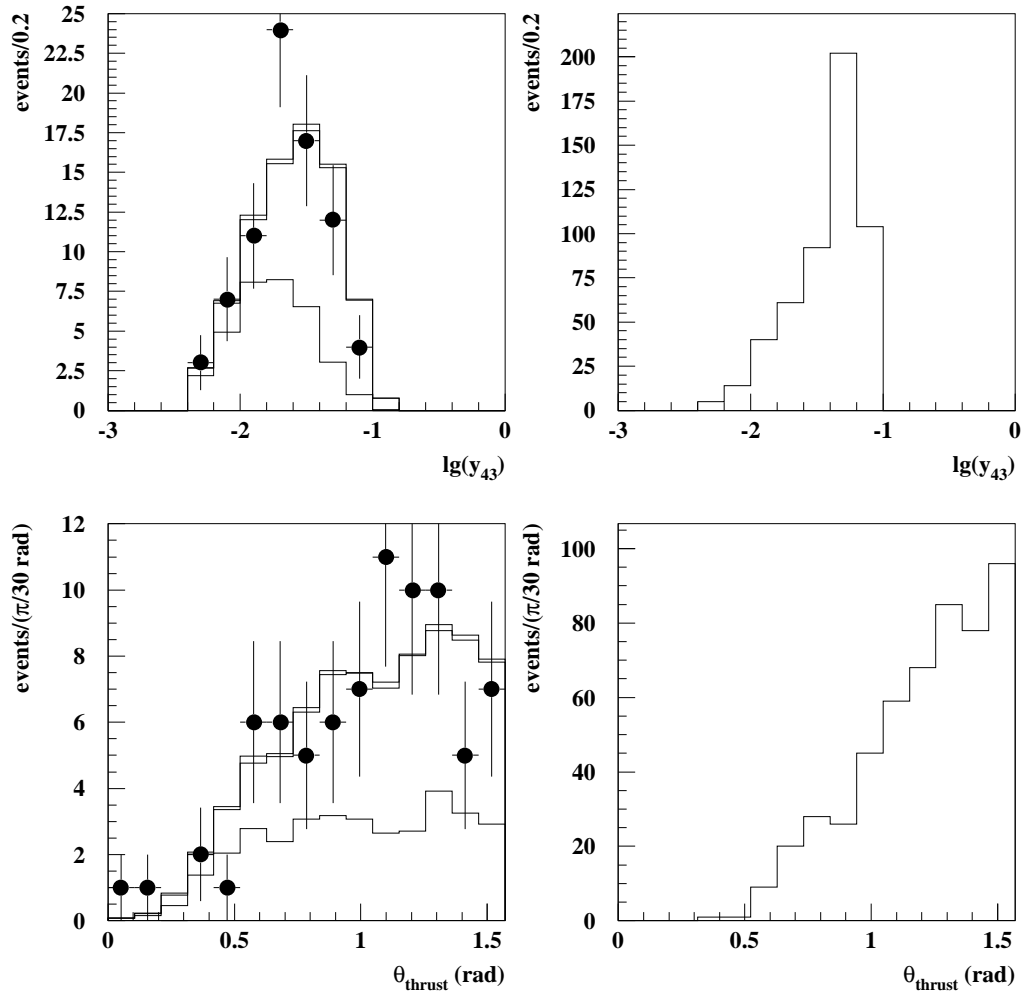 events/0.2
25
22.5
20
17.5
15
12.5
10
7.5
5
2.5
0
-3 -2 -1 0
lg(y43)
events/0.2
200
175
150
125
100
75
50
25
0
-3 -2 -1 0
lg(y43)
events/(π/30 rad)
12
10
8
6
4
2
0
0 0.5 1 1.5
θthrust (rad)
events/(π/30 rad)
100
80
60
40
20
0
0 0.5 1 1.5
θthrust (rad)